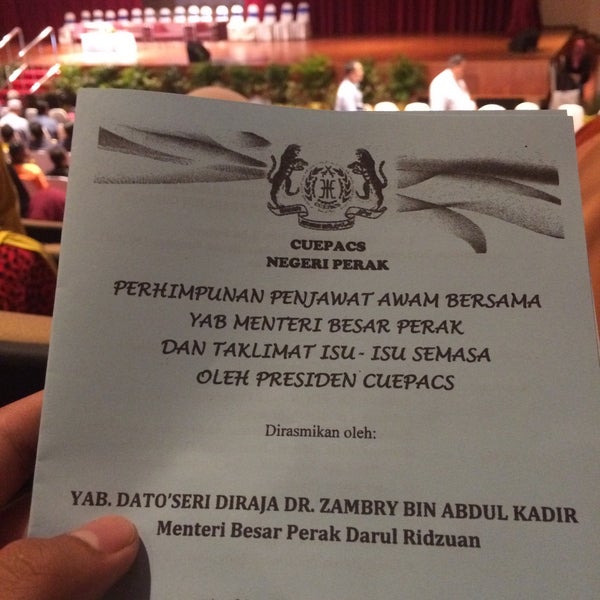 CUEPACS
NEGERI PERAK
PERHIMPUNAN PENJAWAT AWAM BERSAMA
YAB MENTERI BESAR PERAK
DAN TAKLIMAT ISU- ISU SEMASA
OLEH PRESIDEN CUEPACS
Dirasmikan oleh:
YAB. DATO'SERI DIRAJA DR. ZAMBRY BIN ABDUL KADIR
Menteri Besar Perak Darul Ridzuan